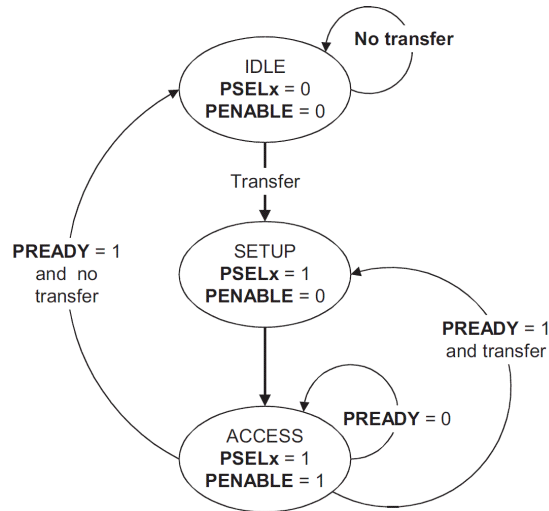 No transfer
IDLE
PSELx = 0
PENABLE = 0
Transfer
PREADY = 1
and no
transfer
SETUP
PSELx = 1
PENABLE = 0
PREADY = 1
and transfer
PREADY = 0
ACCESS
PSELx = 1
PENABLE = 1